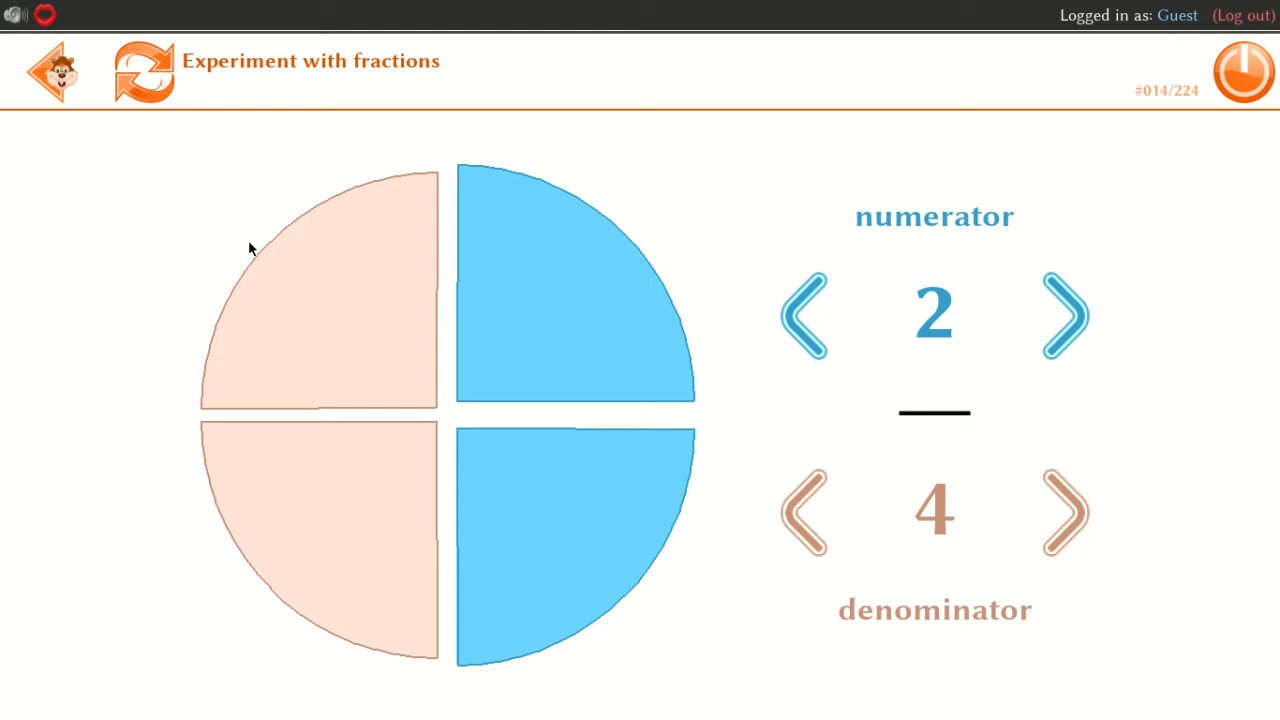 Logged in as: Guest (Log out)
Experiment with fractions
#014/224
numerator
2
4
denominator